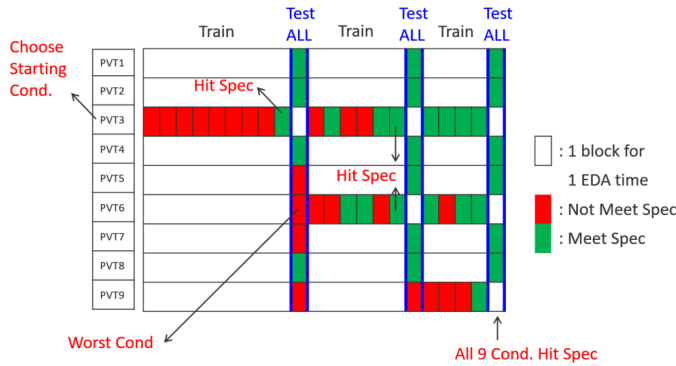 Test
ALL
Train
Test
ALL
Train
Test
ALL
Train
Choose
Starting
Cond.
PVT1
PVT2
PVT3
PVT4
PVT5
PVT6
PVT7
PVT8
PVT9
Hit Spec
Hit Spec
Worst Cond
All 9 Cond. Hit Spec
: 1 block for
1 EDA time
: Not Meet Spec
: Meet Spec